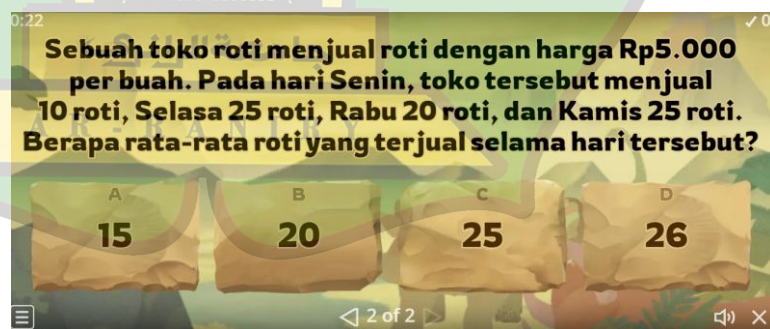 0:22
✓ 0
Sebuah toko roti menjual roti dengan harga Rp5.000
per buah. Pada hari Senin, toko tersebut menjual
10 roti, Selasa 25 roti, Rabu 20 roti, dan Kamis 25 roti.
Berapa rata-rata roti yang terjual selama hari tersebut?
A R - R A N I R Y
A
15
B
20
C
25
D
26
2 of 2